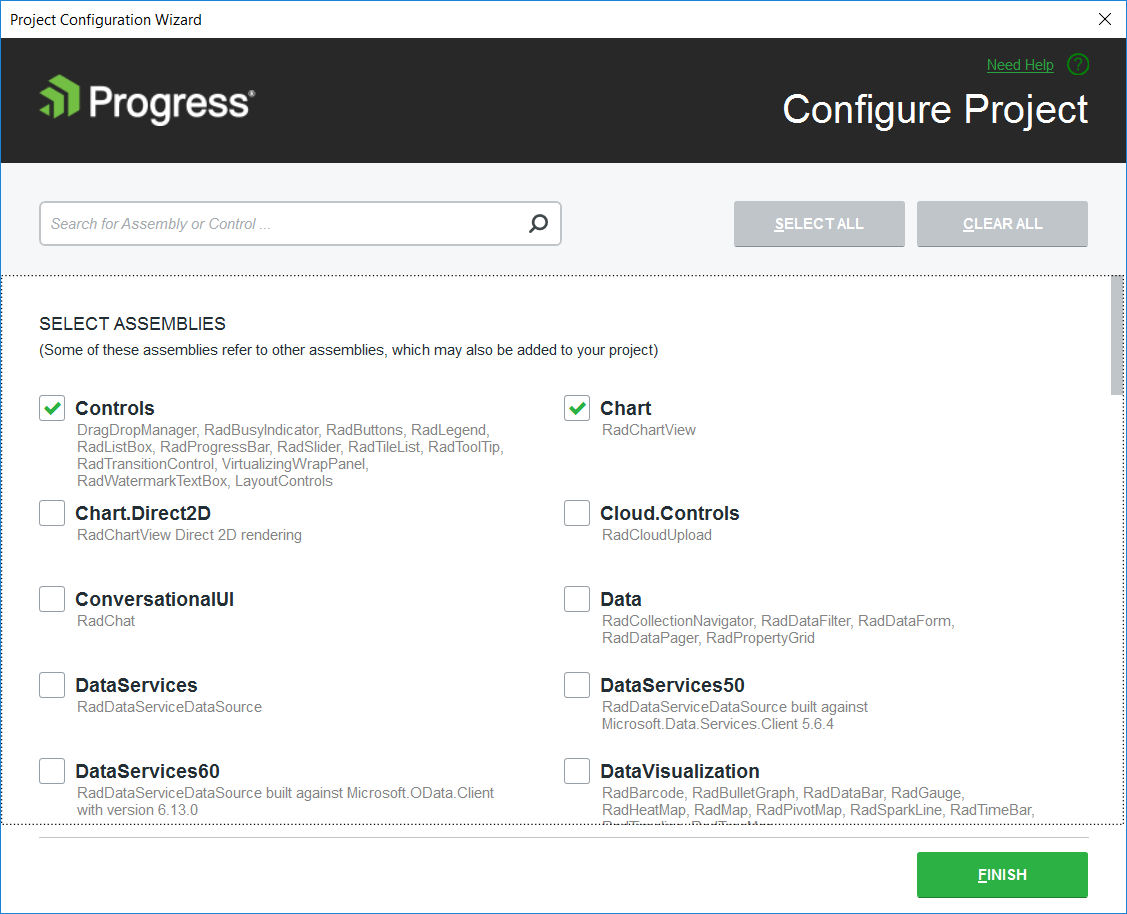 Project Configuration Wizard
Need Help
?
Progress®
Configure Project
Search for Assembly or Control ...
SELECT ALL
CLEAR ALL
SELECT ASSEMBLIES
(Some of these assemblies refer to other assemblies, which may also be added to your project)
Controls
DragDropManager, RadBusyIndicator, RadButtons, RadLegend,
RadListBox, RadProgressBar, RadSlider, RadTileList, RadToolTip,
RadTransitionControl, VirtualizingWrapPanel,
RadWatermarkTextBox, LayoutControls
Chart
RadChartView
Chart.Direct2D
RadChartView Direct 2D rendering
Cloud.Controls
RadCloudUpload
ConversationalUI
RadChat
Data
RadCollectionNavigator, RadDataFilter, RadDataForm,
RadDataPager, RadPropertyGrid
DataServices
RadDataServiceDataSource
DataServices50
RadDataServiceDataSource built against
Microsoft.Data.Services.Client 5.6.4
DataServices60
RadDataServiceDataSource built against Microsoft.OData.Client
with version 6.13.0
DataVisualization
RadBarcode, RadBulletGraph, RadDataBar, RadGauge,
RadHeatMap, RadMap, RadPivotMap, RadSparkLine, RadTimeBar,
FINISH